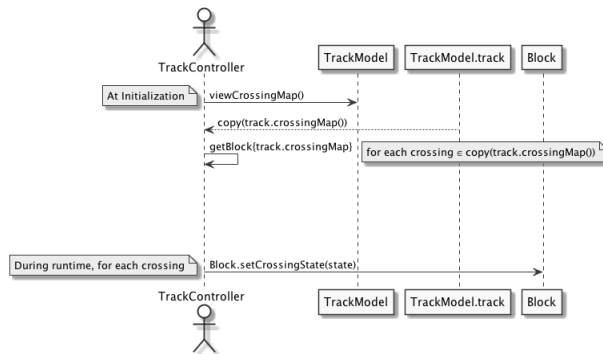 TrackController
TrackModel
TrackModel.track
Block
At Initialization
viewCrossingMap()
copy(track.crossingMap())
getBlock{track.crossingMap}
for each crossing ∈ copy(track.crossingMap())
During runtime, for each crossing
Block.setCrossingState(state)
TrackController
TrackModel
TrackModel.track
Block